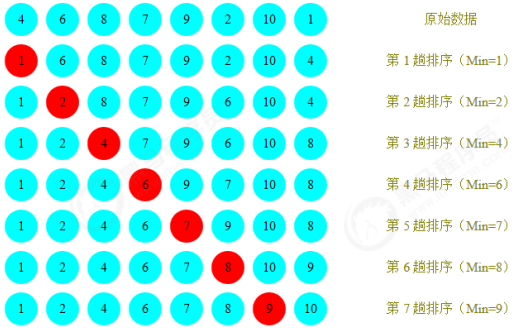 4 6 8 7 9 2 10 1 原始数据
1 6 8 7 9 2 10 4 第 1 趟排序（Min=1）
1 2 8 7 9 6 10 4 第 2 趟排序（Min=2）
1 2 4 7 9 6 10 8 第 3 趟排序（Min=4）
1 2 4 6 9 7 10 8 第 4 趟排序（Min=6）
1 2 4 6 7 9 10 8 第 5 趟排序（Min=7）
1 2 4 6 7 8 10 9 第 6 趟排序（Min=8）
1 2 4 6 7 8 9 10 第 7 趟排序（Min=9）